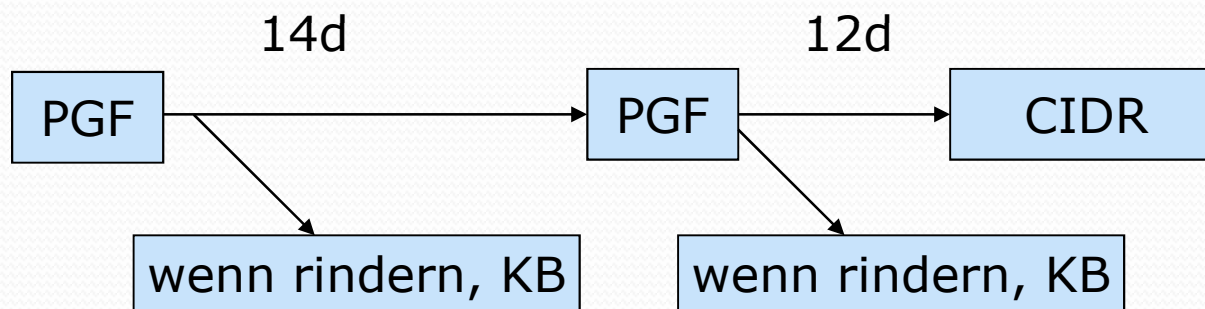 14d
12d
PGF
PGF
CIDR
wenn rindern, KB
wenn rindern, KB